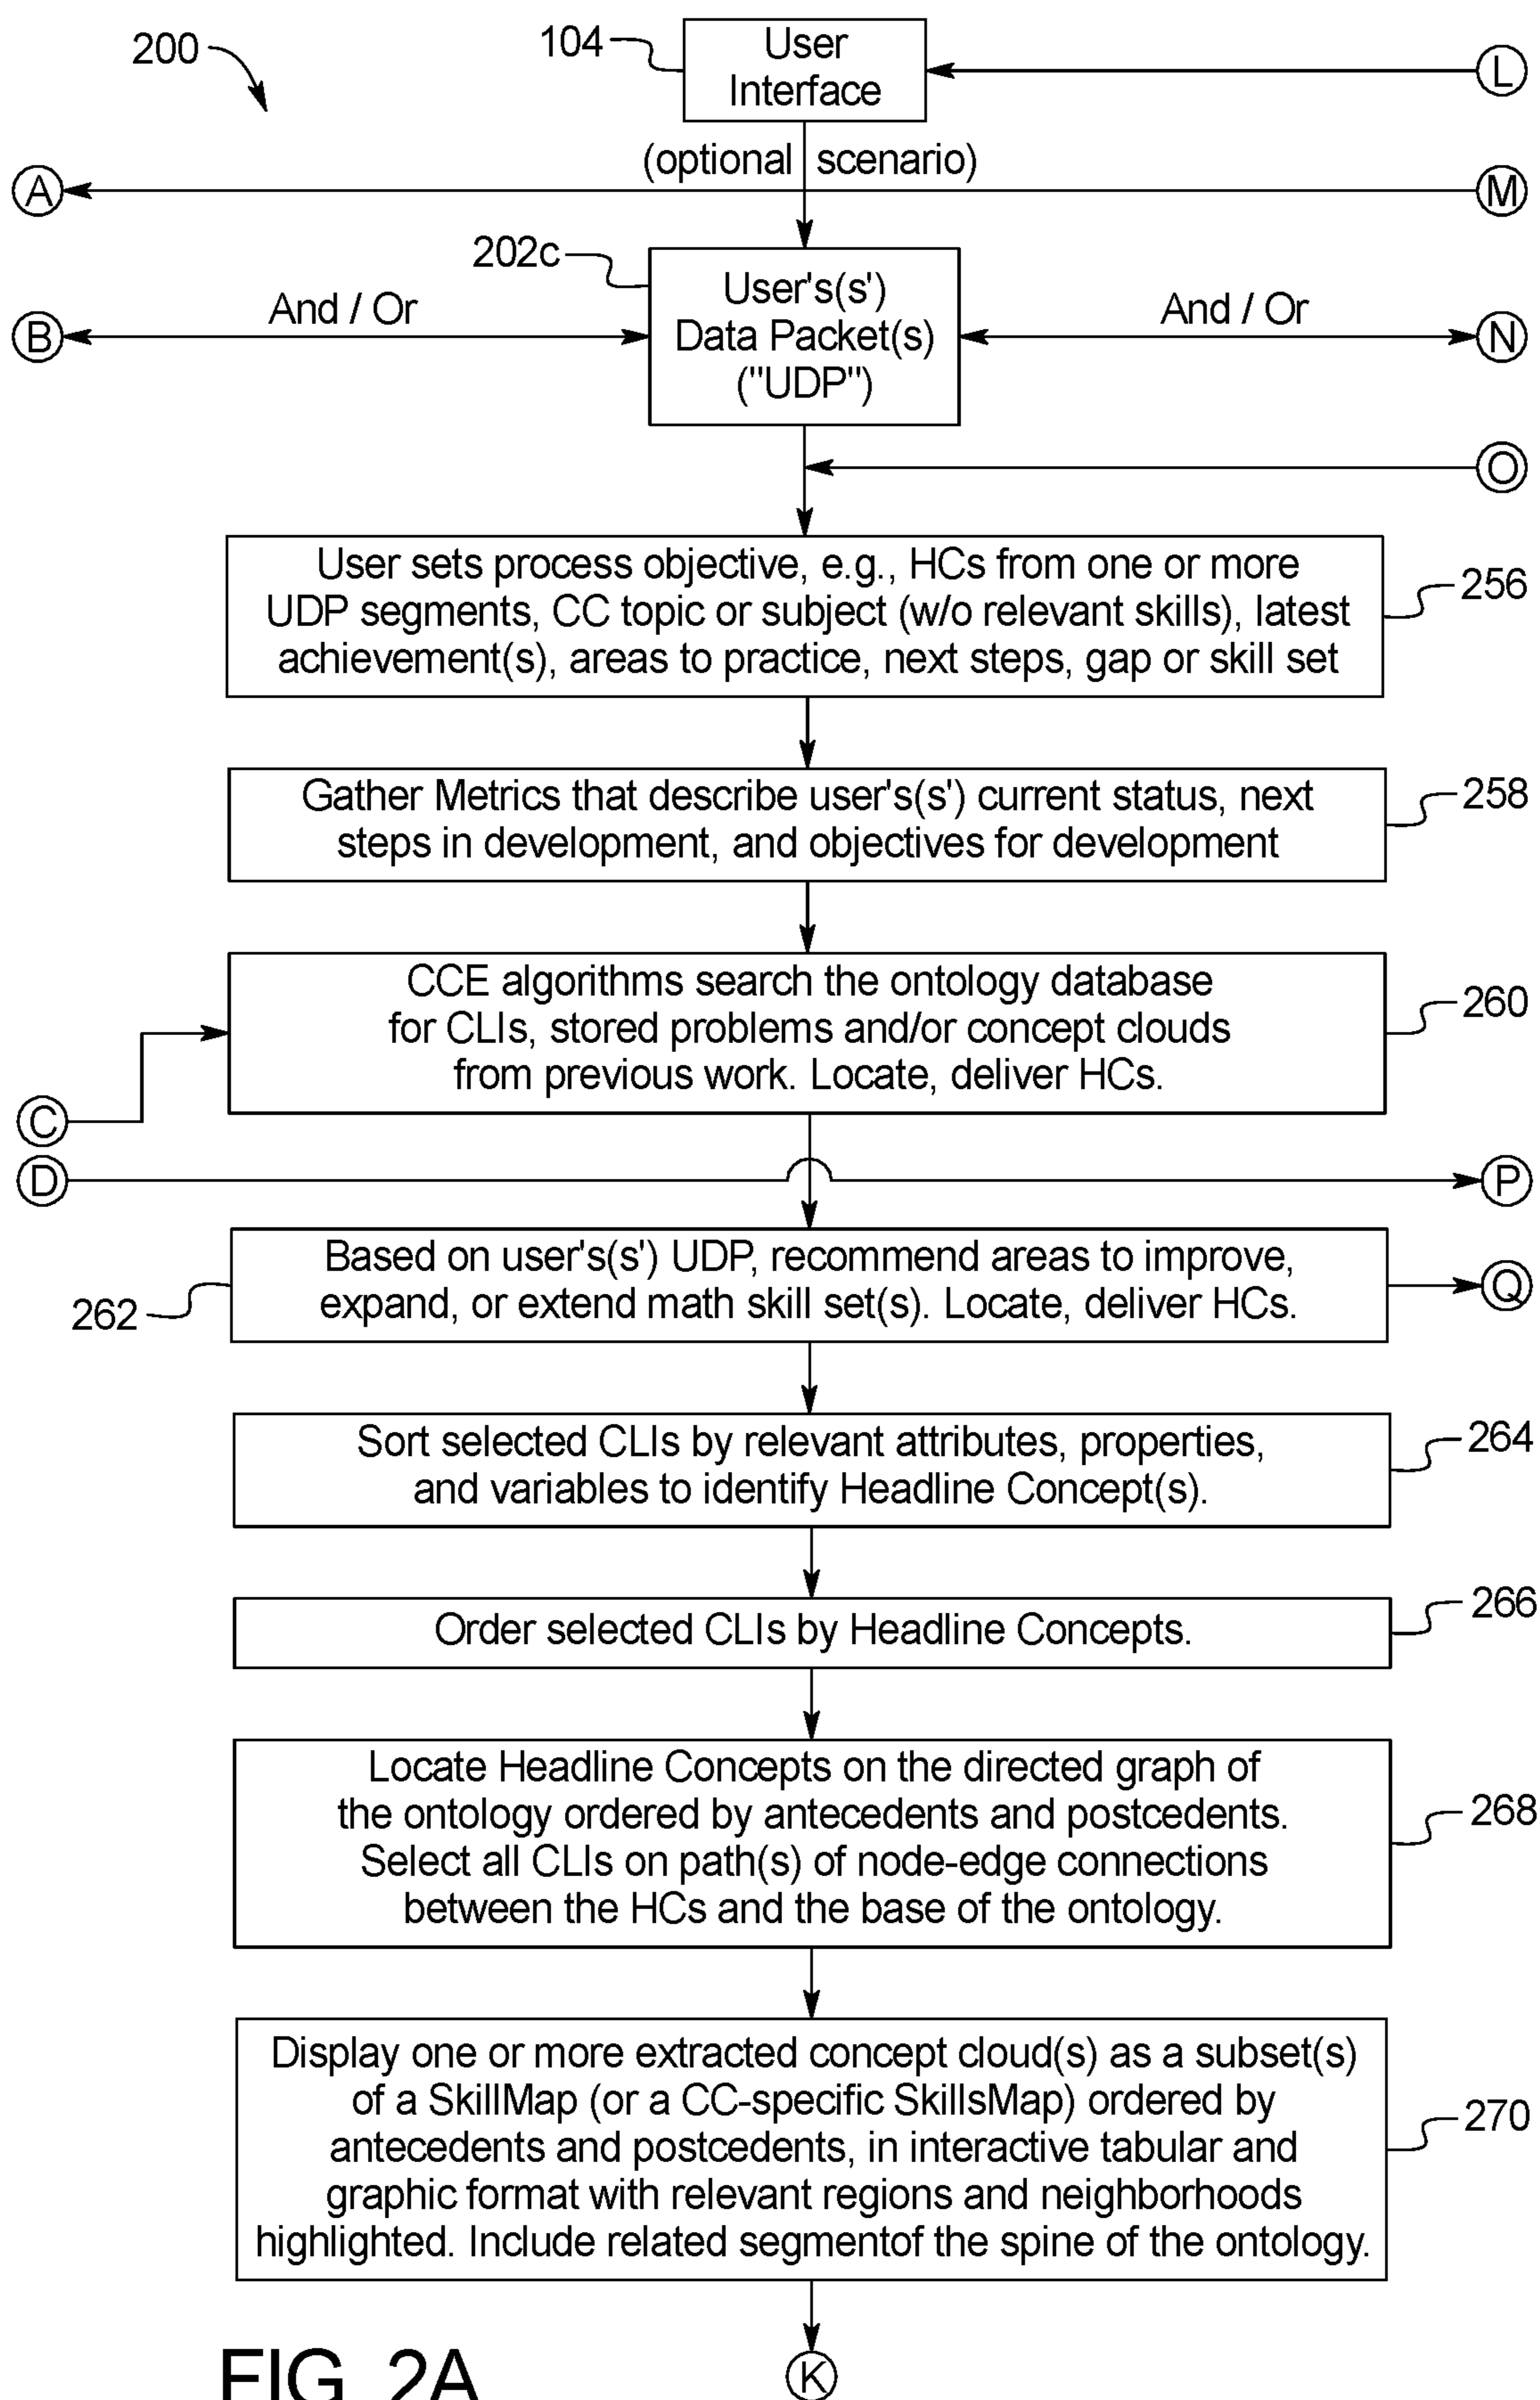 200
104
User
Interface
L
(optional scenario)
A
M
202c
User's(s')
Data Packet(s)
("UDP")
B
And / Or
And / Or
N
O
User sets process objective, e.g., HCs from one or more
UDP segments, CC topic or subject (w/o relevant skills), latest
achievement(s), areas to practice, next steps, gap or skill set
256
Gather Metrics that describe user's(s') current status, next
steps in development, and objectives for development
258
CCE algorithms search the ontology database
for CLIs, stored problems and/or concept clouds
from previous work. Locate, deliver HCs.
260
C
D
P
Based on user's(s') UDP, recommend areas to improve,
expand, or extend math skill set(s). Locate, deliver HCs.
262
Q
Sort selected CLIs by relevant attributes, properties,
and variables to identify Headline Concept(s).
264
Order selected CLIs by Headline Concepts.
266
Locate Headline Concepts on the directed graph of
the ontology ordered by antecedents and postcedents.
Select all CLIs on path(s) of node-edge connections
between the HCs and the base of the ontology.
268
Display one or more extracted concept cloud(s) as a subset(s)
of a SkillMap (or a CC-specific SkillsMap) ordered by
antecedents and postcedents, in interactive tabular and
graphic format with relevant regions and neighborhoods
highlighted. Include related segmentof the spine of the ontology.
270
K
FIG. 2A